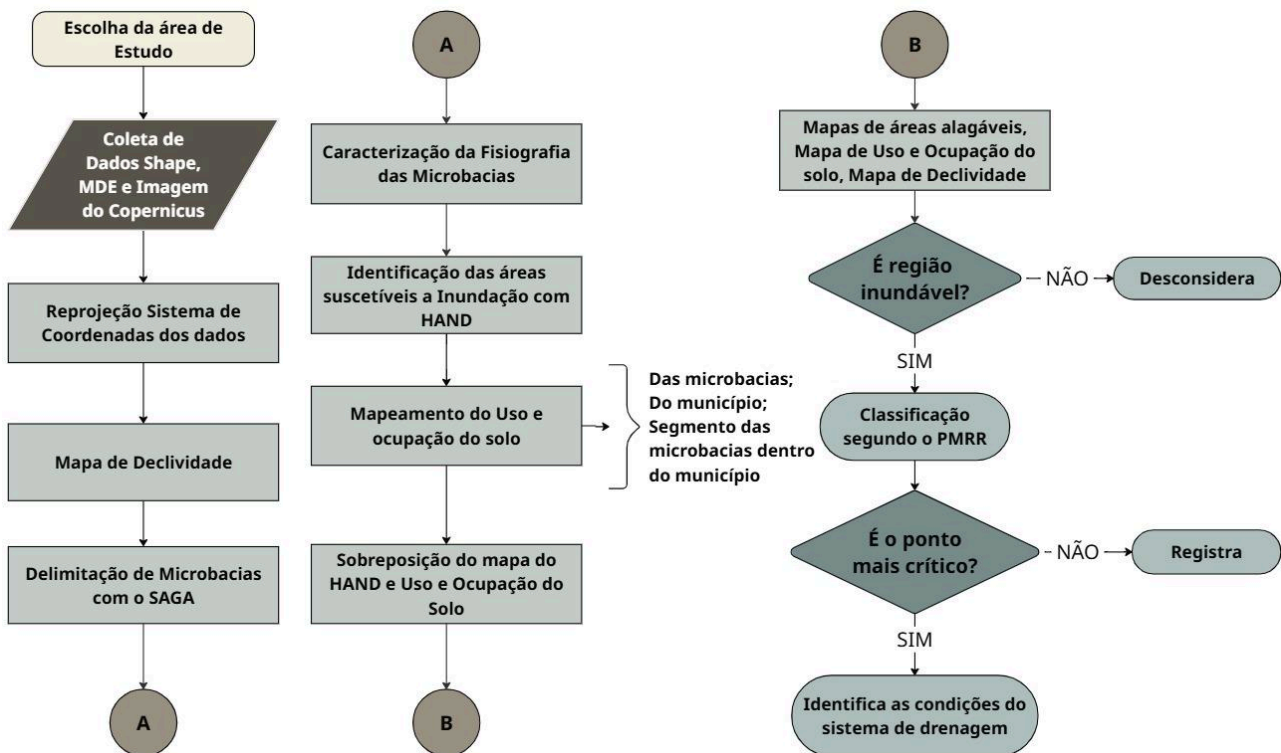 Escolha da área de
Estudo
Coleta de
Dados Shape,
MDE e Imagem
do Copernicus
Reprojeção Sistema de
Coordenadas dos dados
Mapa de Declividade
Delimitação de Microbacias
com o SAGA
A
A
Caracterização da Fisiografia
das Microbacias
Identificação das áreas
suscetíveis a Inundação com
HAND
Mapeamento do Uso e
ocupação do solo
Das microbacias;
Do município;
Segmento das
microbacias dentro
do município
Sobreposição do mapa do
HAND e Uso e Ocupação do
Solo
B
B
Mapas de áreas alagáveis,
Mapa de Uso e Ocupação do
solo, Mapa de Declividade
É região
inundável?
NÃO
Desconsidera
SIM
Classificação
segundo o PMRR
É o ponto
mais crítico?
NÃO
Registra
SIM
Identifica as condições do
sistema de drenagem